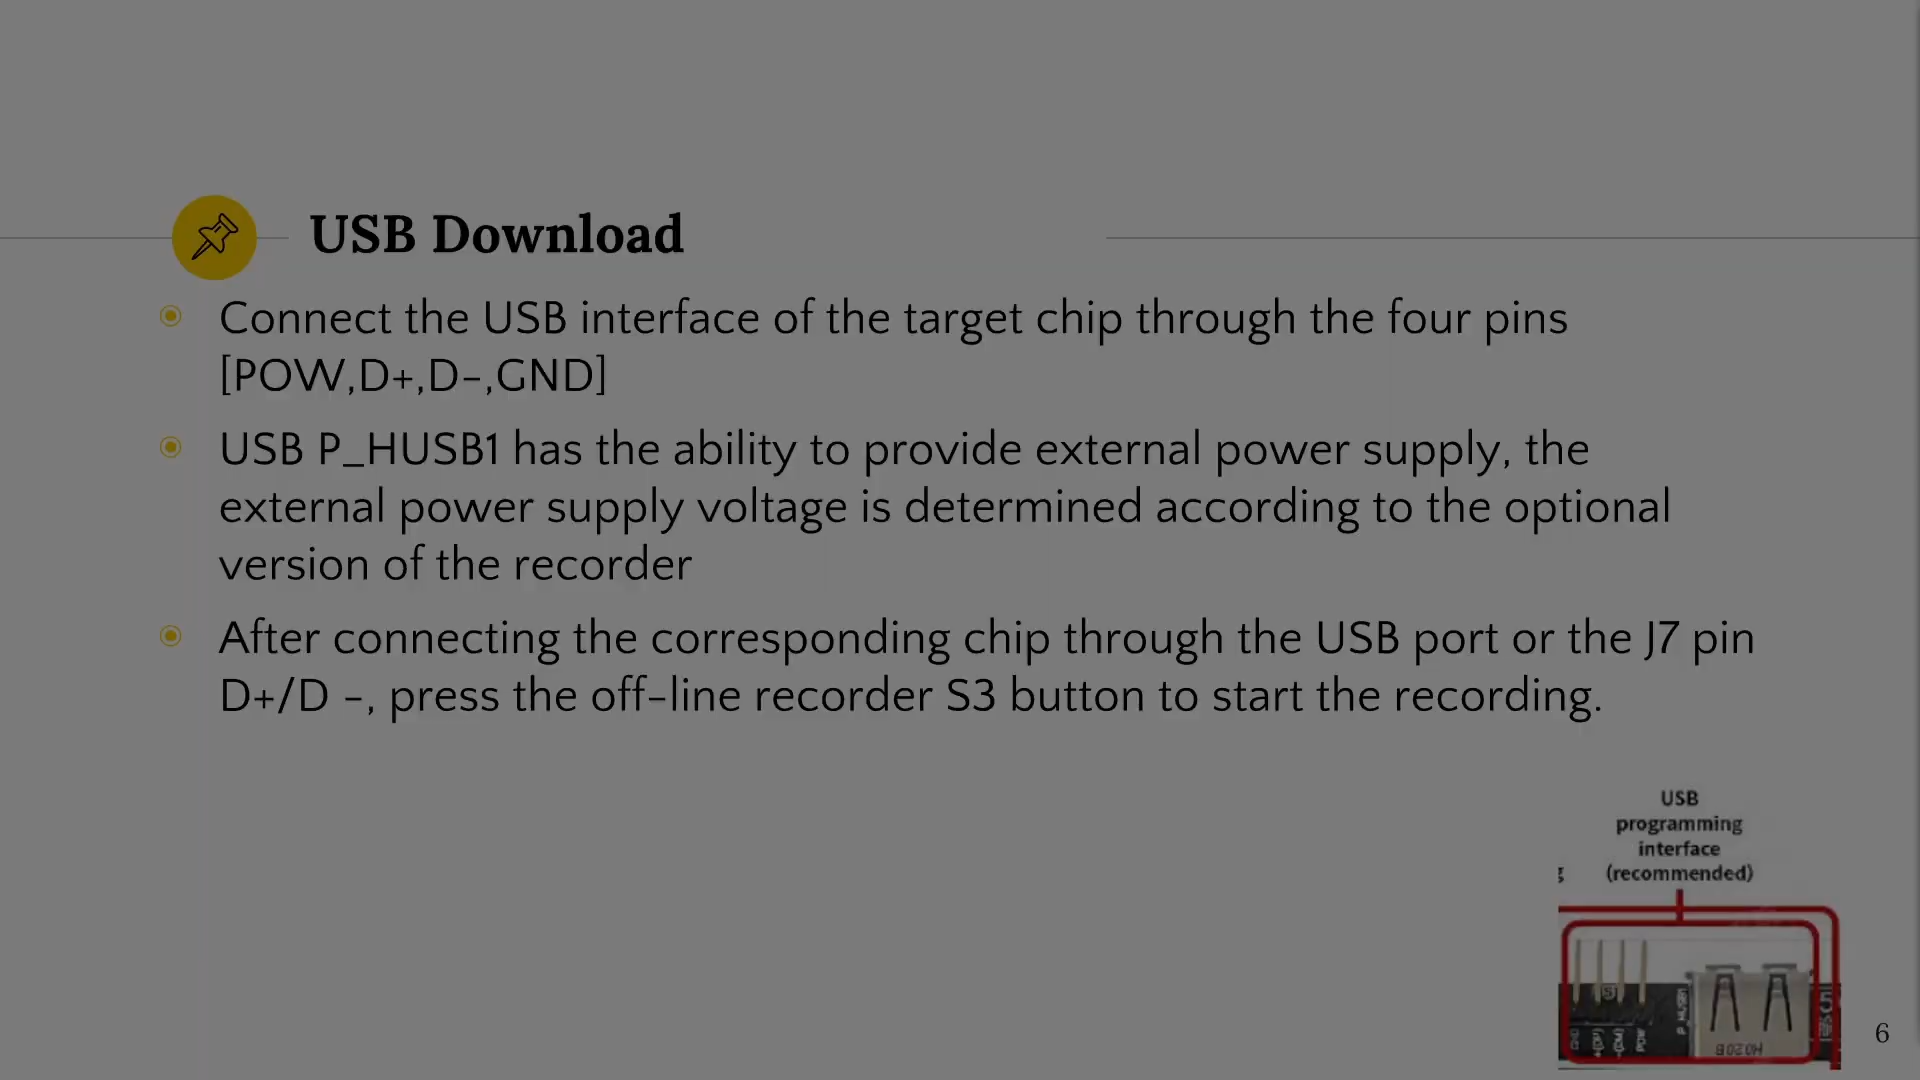 USB Download
Connect the USB interface of the target chip through the four pins
[POW,D+,D-,GND]
USB P_HUSB1 has the ability to provide external power supply, the
external power supply voltage is determined according to the optional
version of the recorder
After connecting the corresponding chip through the USB port or the J7 pin
D+/D -, press the off-line recorder S3 button to start the recording.
USB
programming
interface
(recommended)
GND
POW
P_HUSB1
6